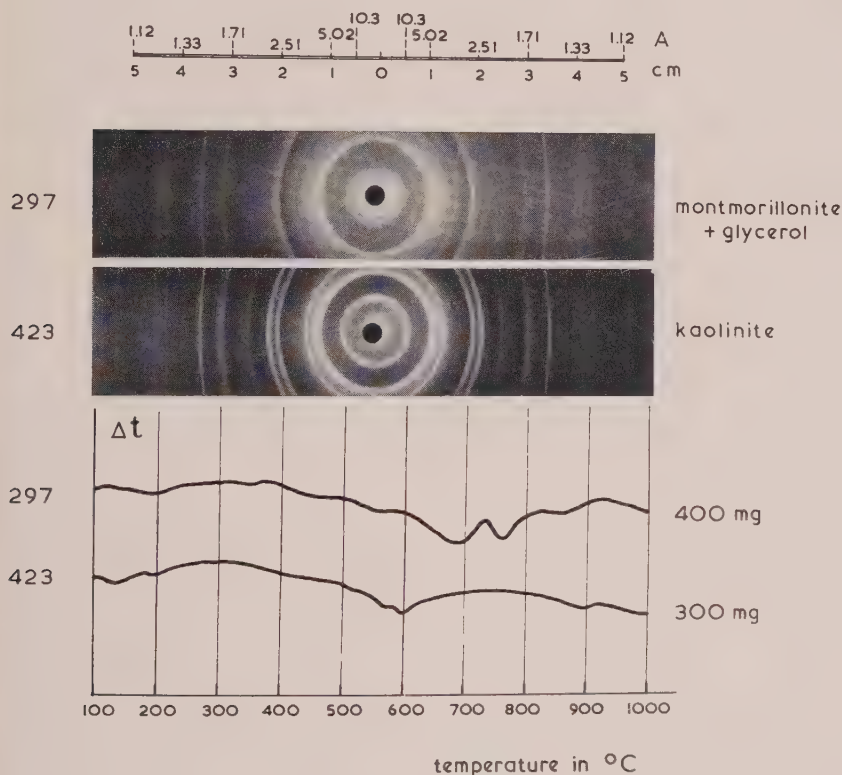 10.3 10.3
1.12 1.33 1.71 2.51 5.02 5.02 2.51 1.71 1.33 1.12 A
5 4 3 2 1 0 1 2 3 4 5 cm
297
montmorillonite
+ glycerol
423
kaolinite
Δt
297
400 mg
423
300 mg
100 200 300 400 500 600 700 800 900 1000
temperature in °C